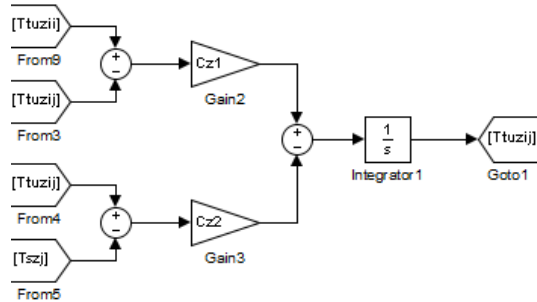 [Ttuzii]
From9
+
−
Cz1
Gain2
[Ttuzij]
From3
+
−
1
s
Integrator1
[Ttuzij]
Goto1
[Ttuzij]
From4
+
−
Cz2
Gain3
[Tszj]
From5